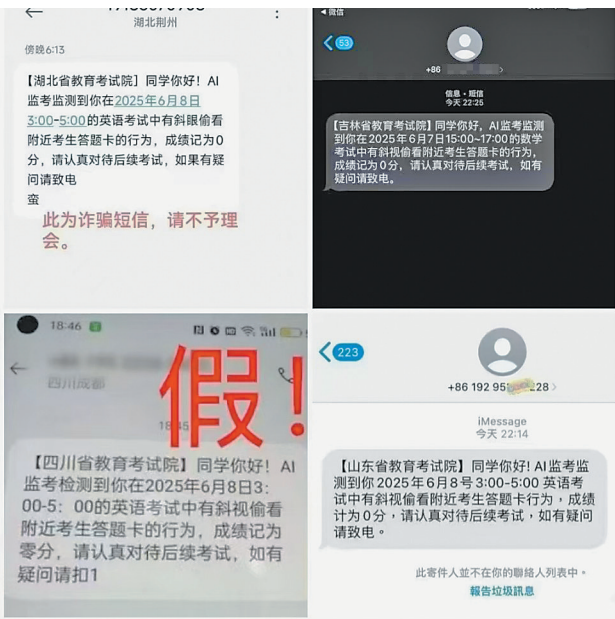 湖北荆州
傍晚6:13
【湖北省教育考试院】同学你好！AI
监考监测到你在2025年6月8日
3:00-5:00的英语考试中有斜眼偷看
附近考生答题卡的行为，成绩记为0
分，请认真对待后续考试，如果有疑
问请致电
蛮
此为诈骗短信，请不予理
会。
微信
53
+86
信息·短信
今天 22:25
【吉林省教育考试院】同学你好，AI监考监测
到你在2025年6月7日15:00~17:00的数学
考试中有斜视偷看附近考生答题卡的行为，
成绩记为0分，请认真对待后续考试，如有
疑问请致电。
18:46
四川成都
18:45
假！
【四川省教育考试院】同学你好！AI
监考检测到你在2025年6月8日3：
00-5：00的英语考试中有斜视偷看
附近考生答题卡的行为，成绩记为
零分，请认真对待后续考试，如有
疑问请扣1
223
+86 192 95 228
iMessage
今天 22:14
【山东省教育考试院】同学你好! AI监考监
测到你2025年6月8号3:00-5:00 英语考
试中有斜视偷看附近考生答题卡行为，成绩
计为0分，请认真对待后续考试，如有疑问
请致电。
此寄件人並不在你的聯絡人列表中。
報告垃圾訊息